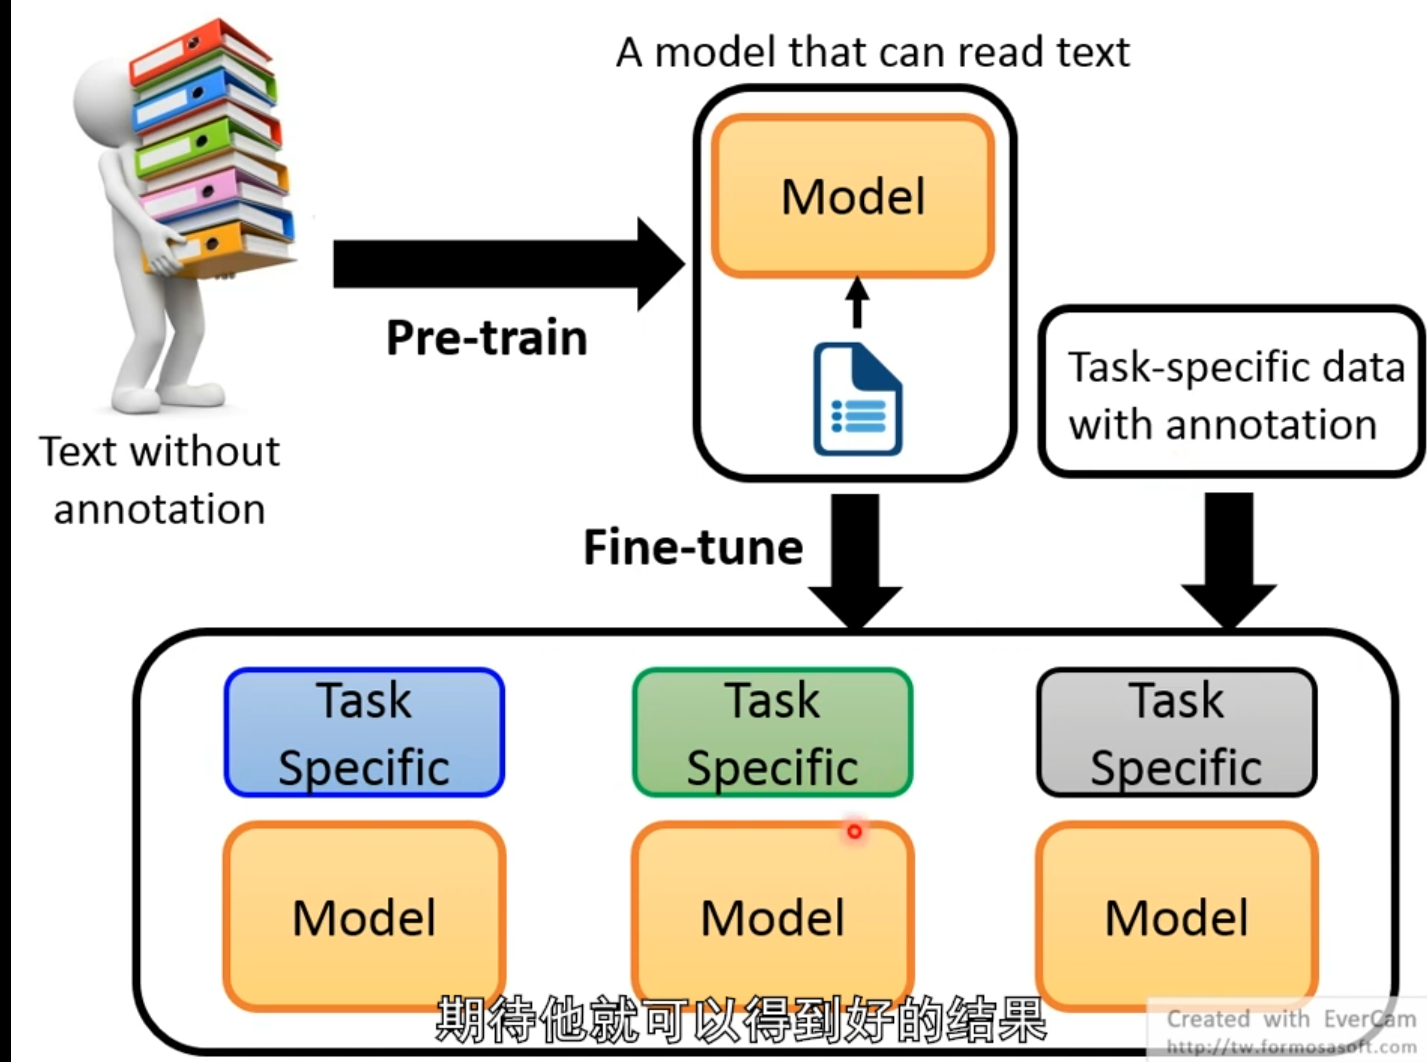 A model that can read text
Model
Pre-train
Text without
annotation
Task-specific data
with annotation
Fine-tune
Task
Specific
Task
Specific
Task
Specific
Model
Model
Model
期待他就可以得到好的结果
Created with EverCam
http://tw.formosasoft.com